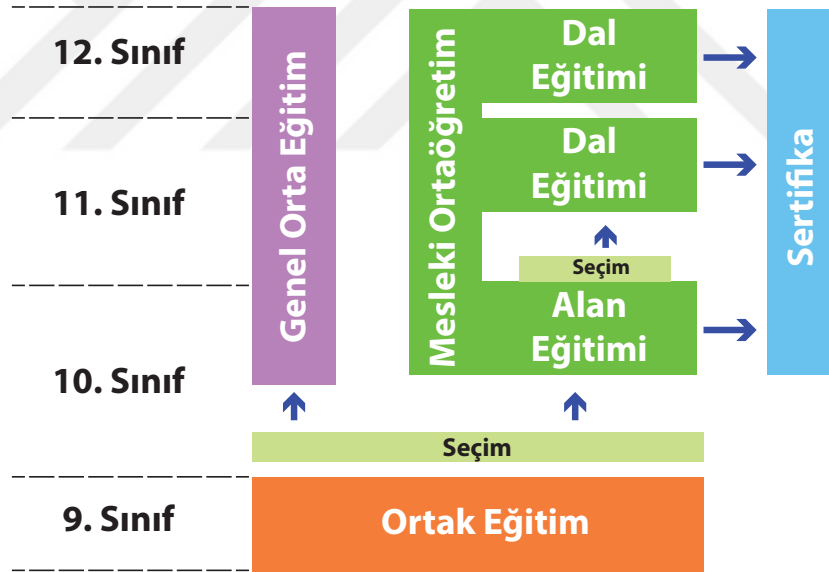 12. Sınıf
11. Sınıf
10. Sınıf
9. Sınıf
Genel Orta Eğitim
Mesleki Ortaöğretim
Dal
Eğitimi
Dal
Eğitimi
Seçim
Alan
Eğitimi
Sertifika
Seçim
Ortak Eğitim